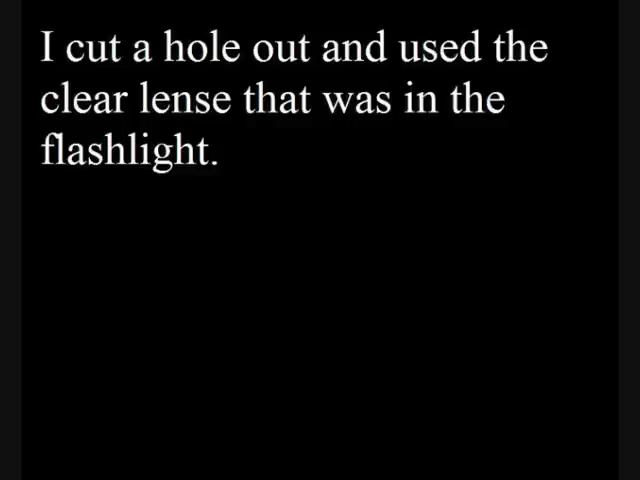 I cut a hole out and used the
clear lense that was in the
flashlight.